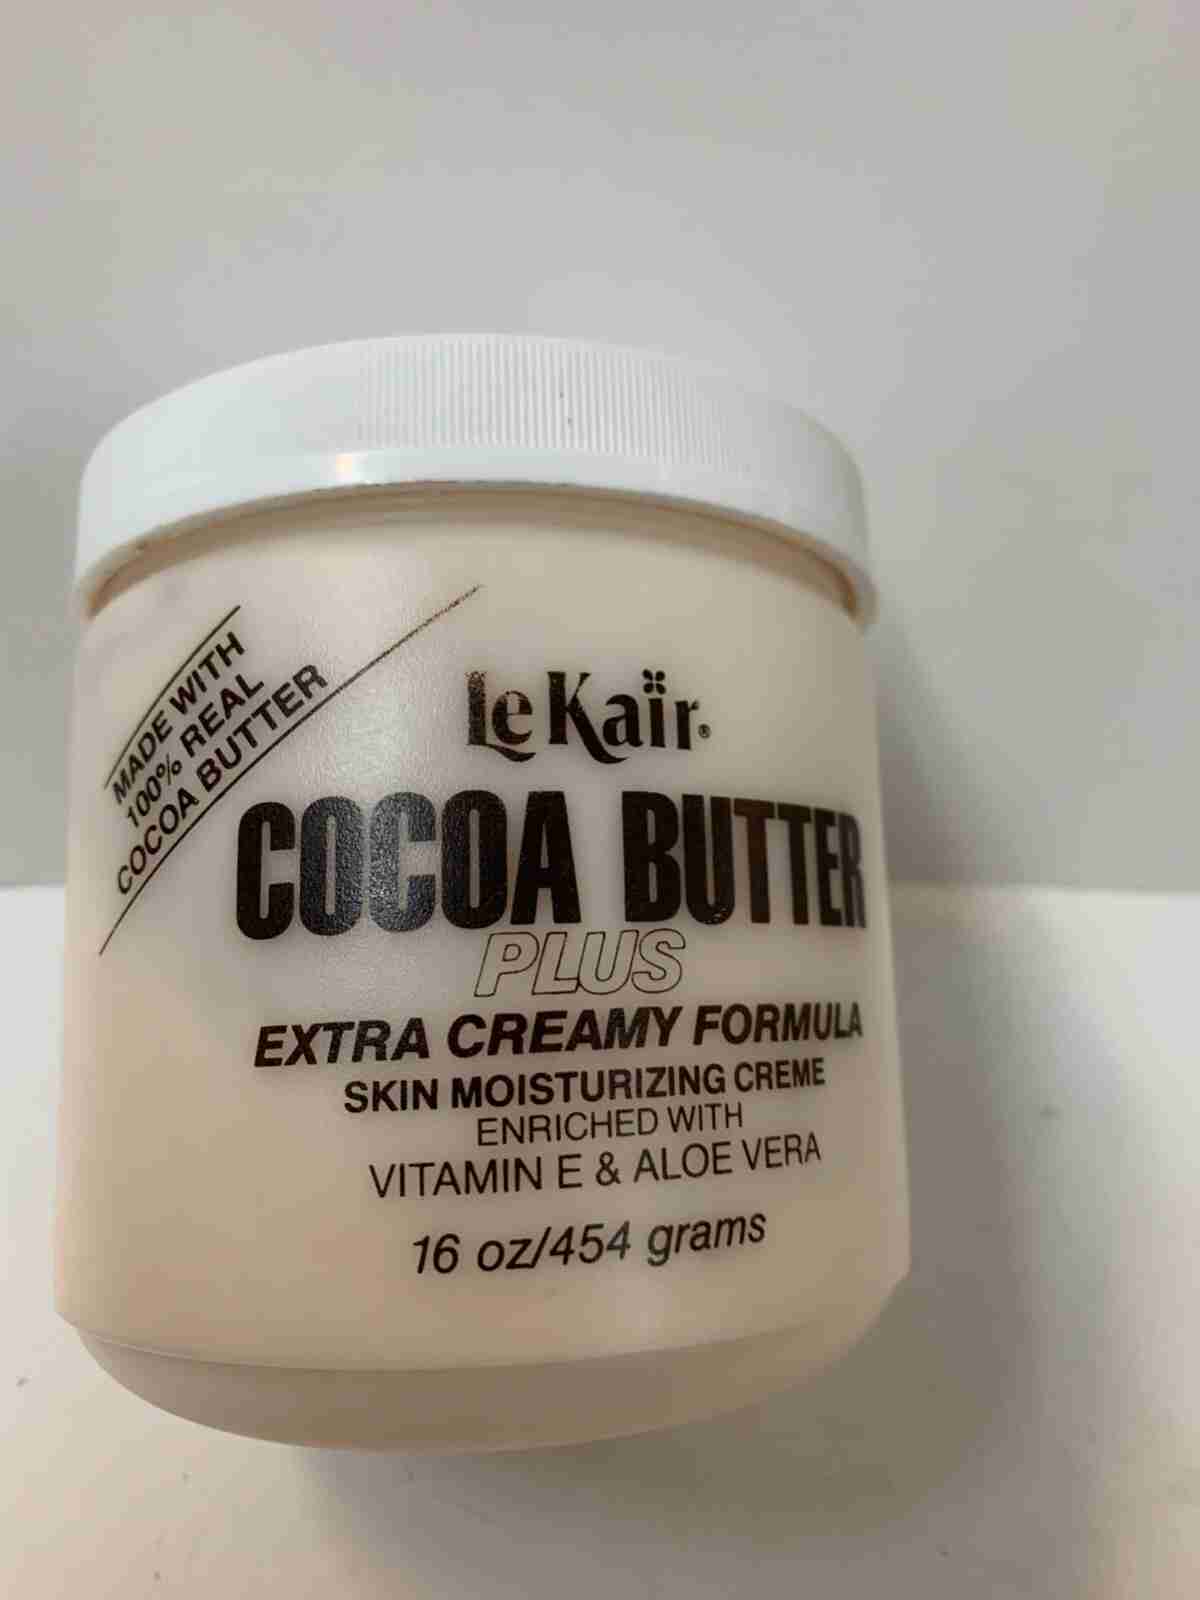 MADE WITH
100% REAL
COCOA BUTTER
Le Kair®
COCOA BUTTER
PLUS
EXTRA CREAMY FORMULA
SKIN MOISTURIZING CREME
ENRICHED WITH
VITAMIN E & ALOE VERA
16 oz/454 grams